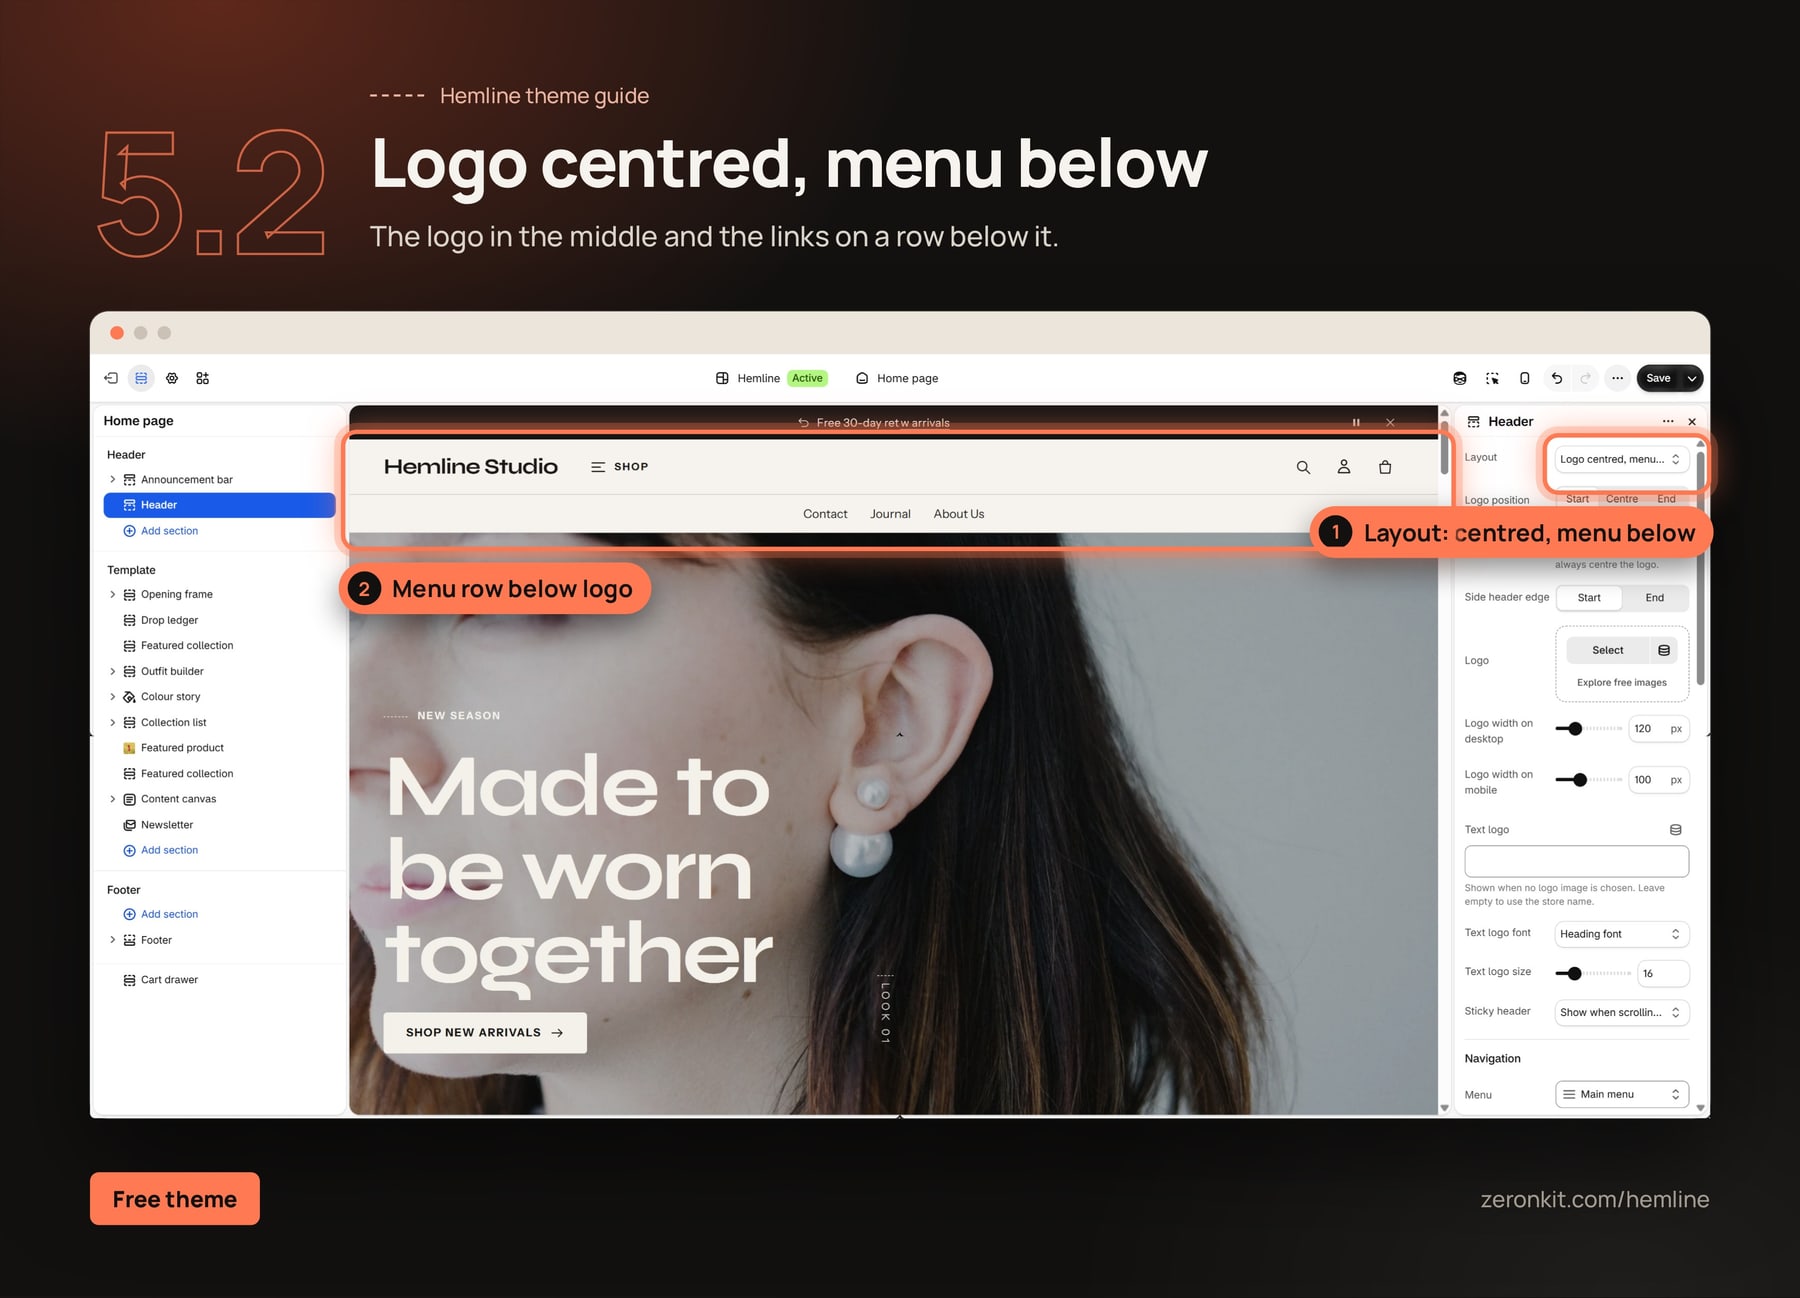 Hemline theme guide
5.2
Logo centred, menu below
The logo in the middle and the links on a row below it.
Hemline
Active
Home page
Save
Home page
Header
Announcement bar
Header
Add section
Template
Opening frame
Drop ledger
Featured collection
Outfit builder
Colour story
Collection list
Featured product
Featured collection
Content canvas
Newsletter
Add section
Footer
Add section
Footer
Cart drawer
Free 30-day ret w arrivals
Hemline Studio
SHOP
Contact
Journal
About Us
2 Menu row below logo
NEW SEASON
Made to
be worn
together
SHOP NEW ARRIVALS
LOOK 01
Header
Layout
Logo centred, menu...
Logo position
Start
Centre
End
1 Layout: centred, menu below
always centre the logo.
Side header edge
Start
End
Logo
Select
Explore free images
Logo width on
desktop
120 px
Logo width on
mobile
100 px
Text logo
Shown when no logo image is chosen. Leave
empty to use the store name.
Text logo font
Heading font
Text logo size
16
Sticky header
Show when scrollin...
Navigation
Menu
Main menu
Free theme
zeronkit.com/hemline